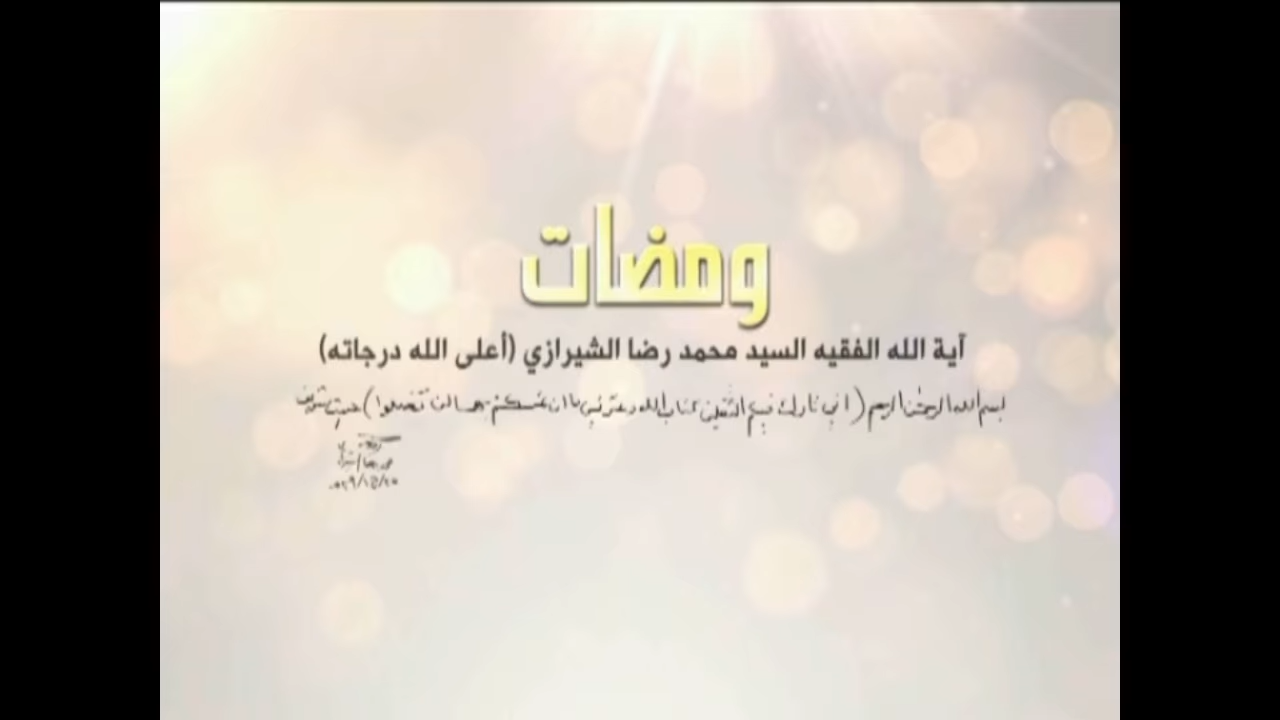 ومضات
آية الله الفقيه السيد محمد رضا الشيرازي (أعلى الله درجاته)
بسم الله الرحمن الرحيم (اني تارك فيكم الثقلين كتاب الله وعترتي ما ان تمسكتم بهما لن تضلوا) حديث شريف